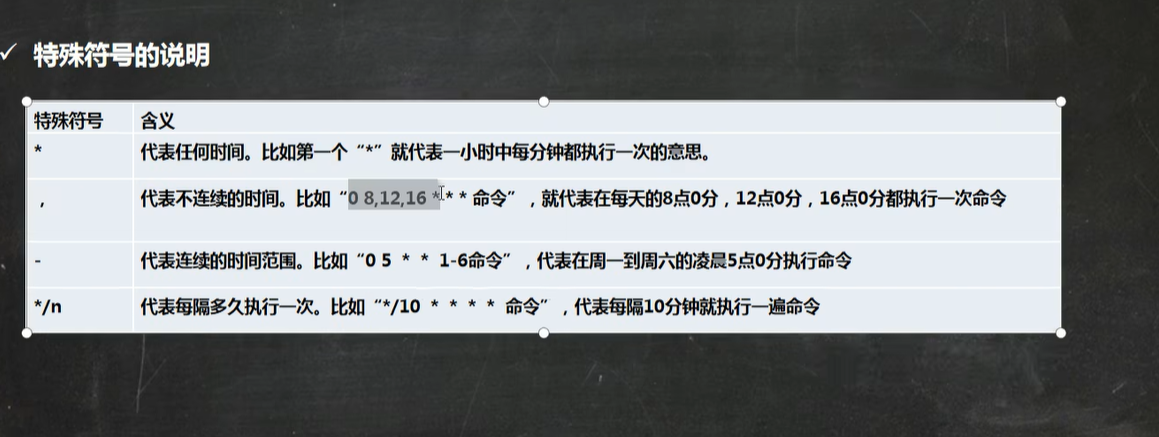 ✓ 特殊符号的说明
特殊符号 含义
* 代表任何时间。比如第一个“*”就代表一小时中每分钟都执行一次的意思。
, 代表不连续的时间。比如“0 8,12,16 * * * 命令”，就代表在每天的8点0分，12点0分，16点0分都执行一次命令
- 代表连续的时间范围。比如“0 5 * * 1-6命令”，代表在周一到周六的凌晨5点0分执行命令
*/n 代表每隔多久执行一次。比如“*/10 * * * * 命令”，代表每隔10分钟就执行一遍命令